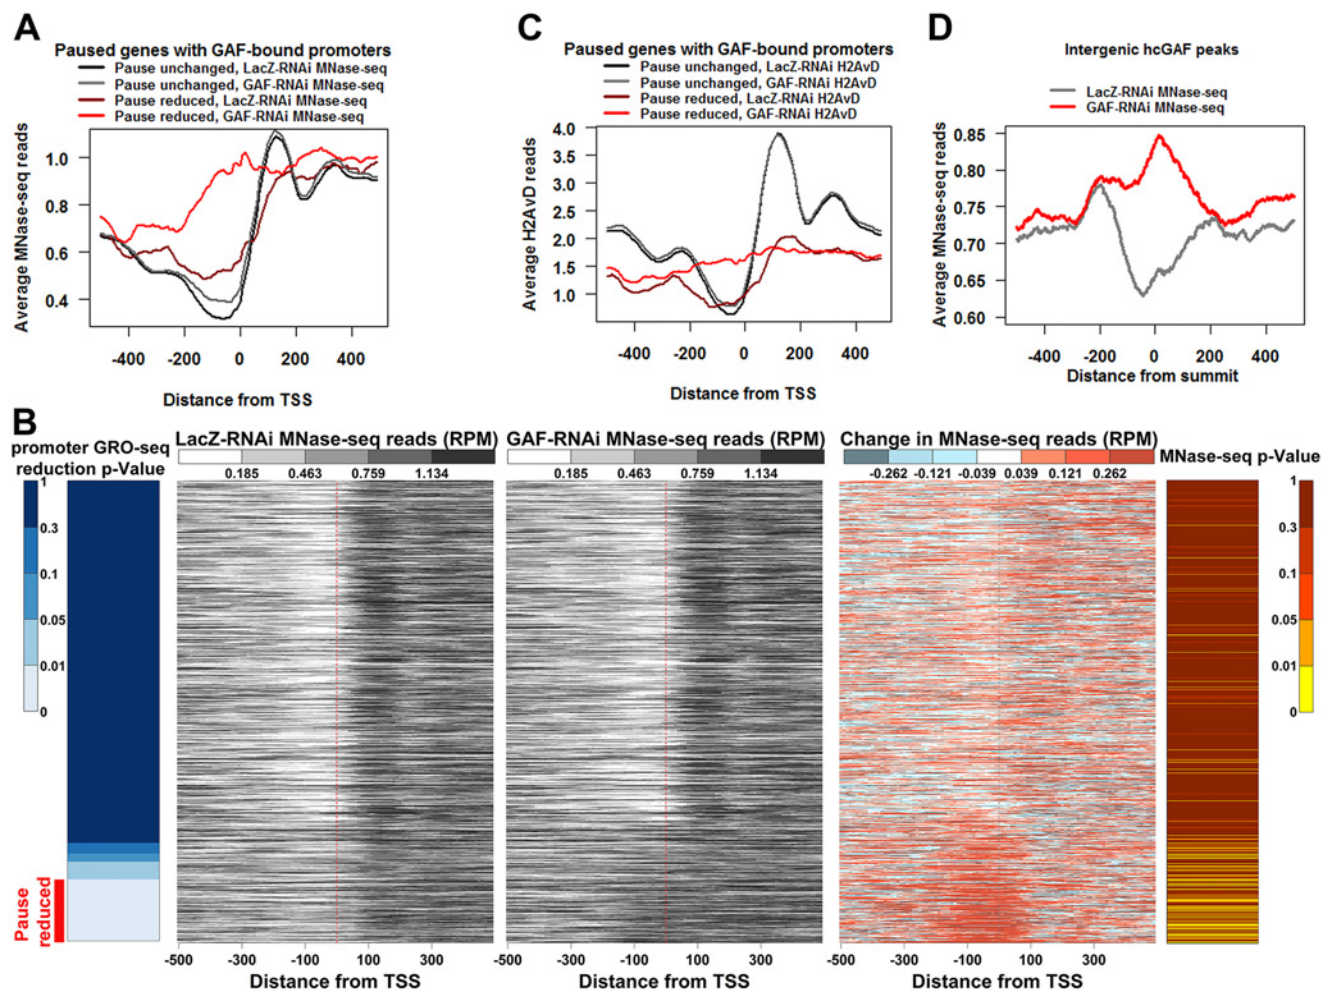 A
Paused genes with GAF-bound promoters
Pause unchanged, LacZ-RNAi MNase-seq
Pause unchanged, GAF-RNAi MNase-seq
Pause reduced, LacZ-RNAi MNase-seq
Pause reduced, GAF-RNAi MNase-seq
Average MNase-seq reads
1.0
0.8
0.6
0.4
-400 -200 0 200 400
Distance from TSS
C
Paused genes with GAF-bound promoters
Pause unchanged, LacZ-RNAi H2AvD
Pause unchanged, GAF-RNAi H2AvD
Pause reduced, LacZ-RNAi H2AvD
Pause reduced, GAF-RNAi H2AvD
Average H2AvD reads
4.0
3.5
3.0
2.5
2.0
1.5
1.0
-400 -200 0 200 400
Distance from TSS
D
Intergenic hcGAF peaks
LacZ-RNAi MNase-seq
GAF-RNAi MNase-seq
Average MNase-seq reads
0.85
0.80
0.75
0.70
0.65
0.60
-400 -200 0 200 400
Distance from summit
B
promoter GRO-seq
reduction p-Value
1
0.3
0.1
0.05
0.01
0
Pause
reduced
LacZ-RNAi MNase-seq reads (RPM)
0.185 0.463 0.759 1.134
-500 -300 -100 100 300
Distance from TSS
GAF-RNAi MNase-seq reads (RPM)
0.185 0.463 0.759 1.134
-500 -300 -100 100 300
Distance from TSS
Change in MNase-seq reads (RPM)
-0.262 -0.121 -0.039 0.039 0.121 0.262
-500 -300 -100 100 300
Distance from TSS
MNase-seq p-Value
1
0.3
0.1
0.05
0.01
0